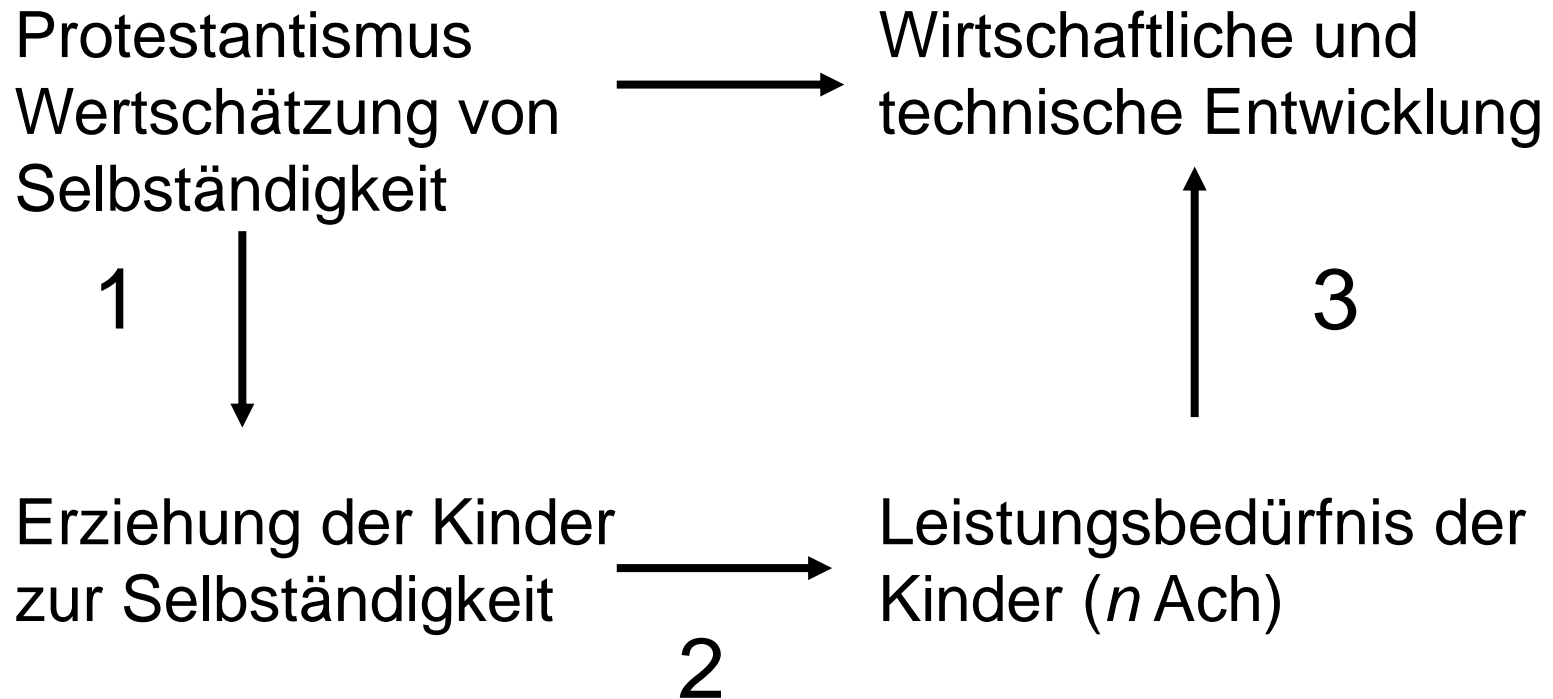 Protestantismus
Wertschätzung von
Selbständigkeit
Wirtschaftliche und
technische Entwicklung
1
3
Erziehung der Kinder
zur Selbständigkeit
Leistungsbedürfnis der
Kinder (n Ach)
2